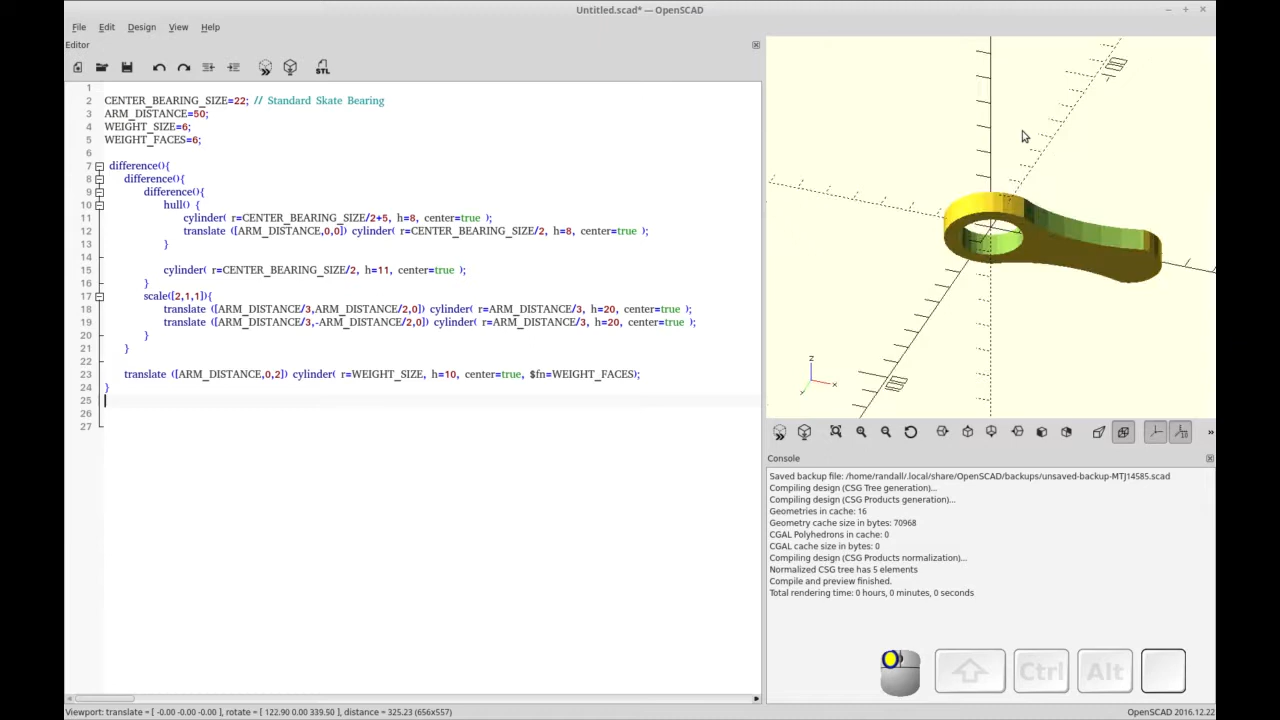 Untitled.scad* — OpenSCAD
File Edit Design View Help
Editor
STL
1
2 CENTER_BEARING_SIZE=22; // Standard Skate Bearing
3 ARM_DISTANCE=50;
4 WEIGHT_SIZE=6;
5 WEIGHT_FACES=6;
6
7 difference(){
8 difference(){
9 difference(){
10 hull() {
11 cylinder( r=CENTER_BEARING_SIZE/2+5, h=8, center=true );
12 translate ([ARM_DISTANCE,0,0]) cylinder( r=CENTER_BEARING_SIZE/2, h=8, center=true );
13 }
14
15 cylinder( r=CENTER_BEARING_SIZE/2, h=11, center=true );
16 }
17 scale([2,1,1]){
18 translate ([ARM_DISTANCE/3,ARM_DISTANCE/2,0]) cylinder( r=ARM_DISTANCE/3, h=20, center=true );
19 translate ([ARM_DISTANCE/3,-ARM_DISTANCE/2,0]) cylinder( r=ARM_DISTANCE/3, h=20, center=true );
20 }
21 }
22
23 translate ([ARM_DISTANCE,0,2]) cylinder( r=WEIGHT_SIZE, h=10, center=true, $fn=WEIGHT_FACES);
24 }
25
26
27
z
y x
Console
Saved backup file: /home/randall/.local/share/OpenSCAD/backups/unsaved-backup-MTJ14585.scad
Compiling design (CSG Tree generation)...
Compiling design (CSG Products generation)...
Geometries in cache: 16
Geometry cache size in bytes: 70968
CGAL Polyhedrons in cache: 0
CGAL cache size in bytes: 0
Compiling design (CSG Products normalization)...
Normalized CSG tree has 5 elements
Compile and preview finished.
Total rendering time: 0 hours, 0 minutes, 0 seconds
Ctrl Alt
Viewport: translate = [ -0.00 -0.00 -0.00 ], rotate = [ 122.90 0.00 339.50 ], distance = 325.23 (656x557)
OpenSCAD 2016.12.22